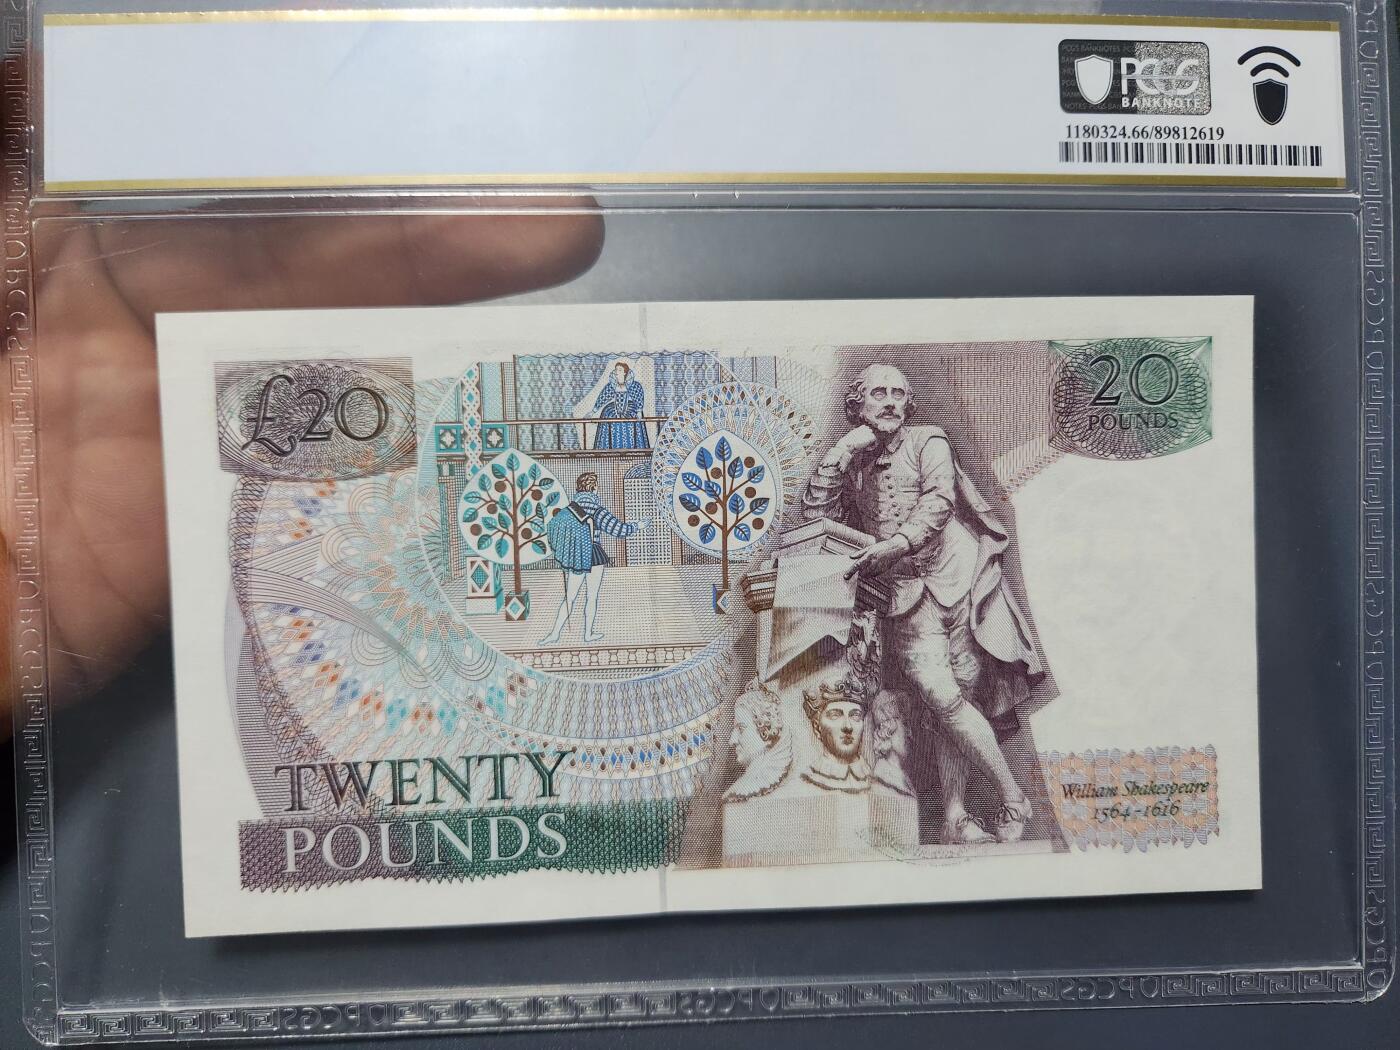 PCGS
BANKNOTE
1180324.66/89812619
£20
20
POUNDS
TWENTY
POUNDS
William Shakespeare
1564-1616